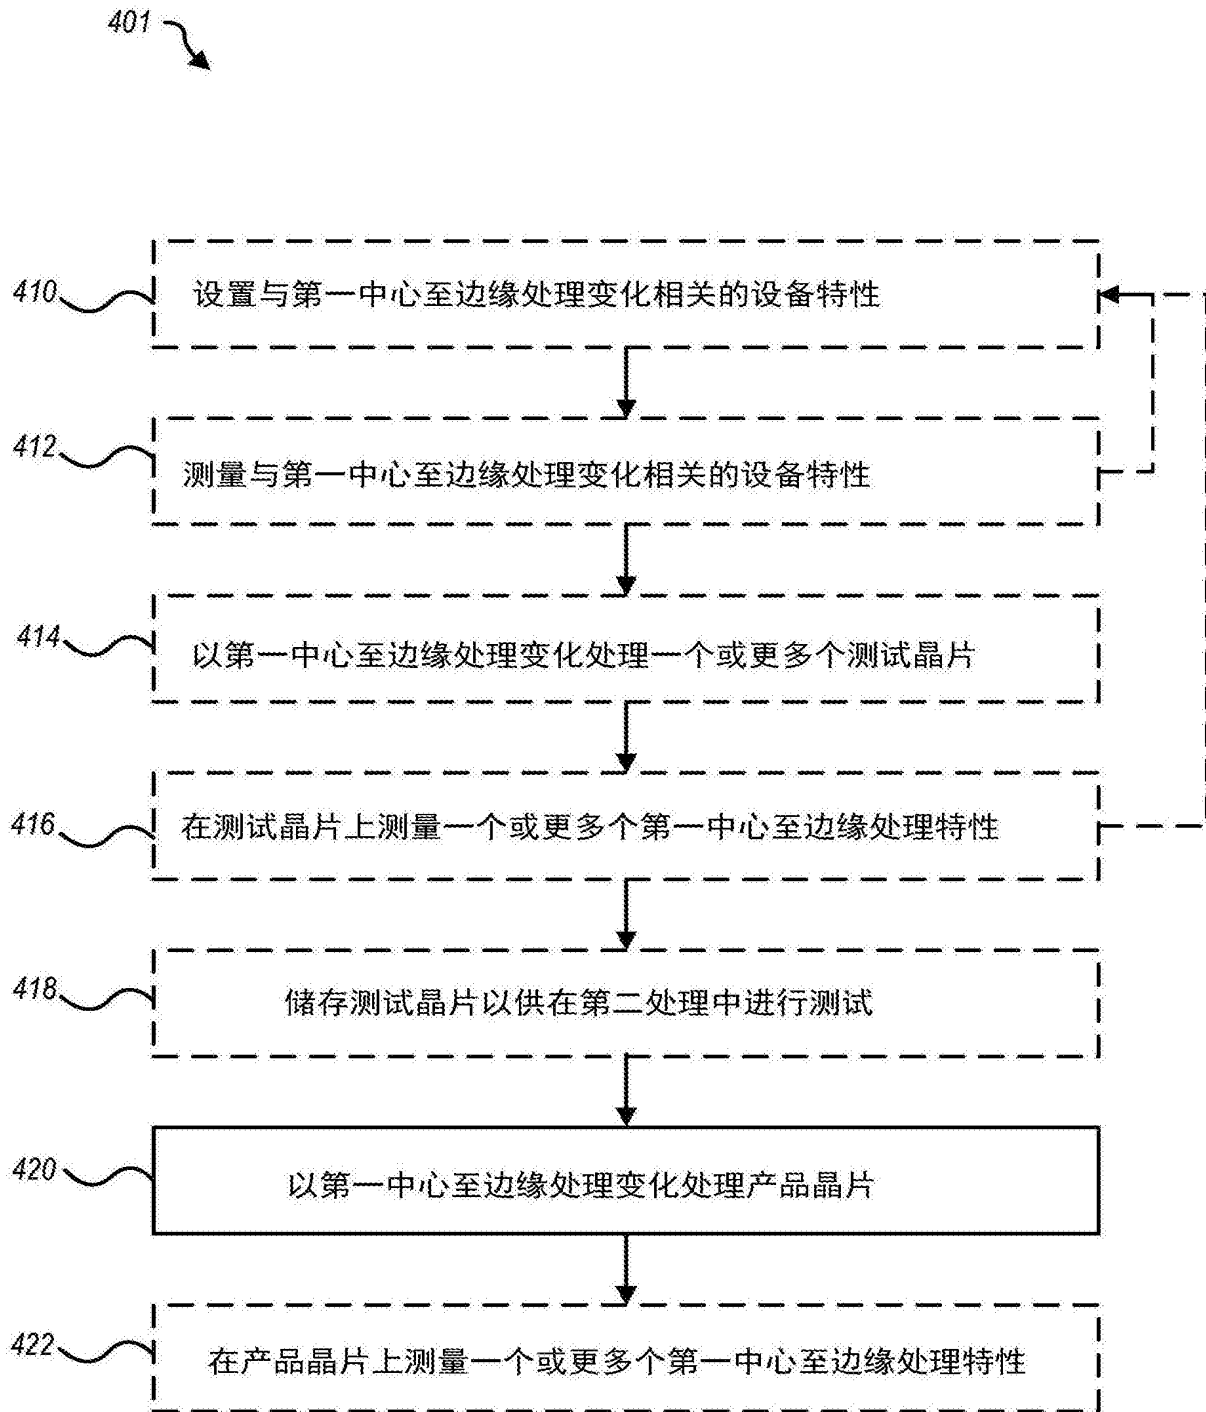 401
410
设置与第一中心至边缘处理变化相关的设备特性
412
测量与第一中心至边缘处理变化相关的设备特性
414
以第一中心至边缘处理变化处理一个或更多个测试晶片
416
在测试晶片上测量一个或更多个第一中心至边缘处理特性
418
储存测试晶片以供在第二处理中进行测试
420
以第一中心至边缘处理变化处理产品晶片
422
在产品晶片上测量一个或更多个第一中心至边缘处理特性